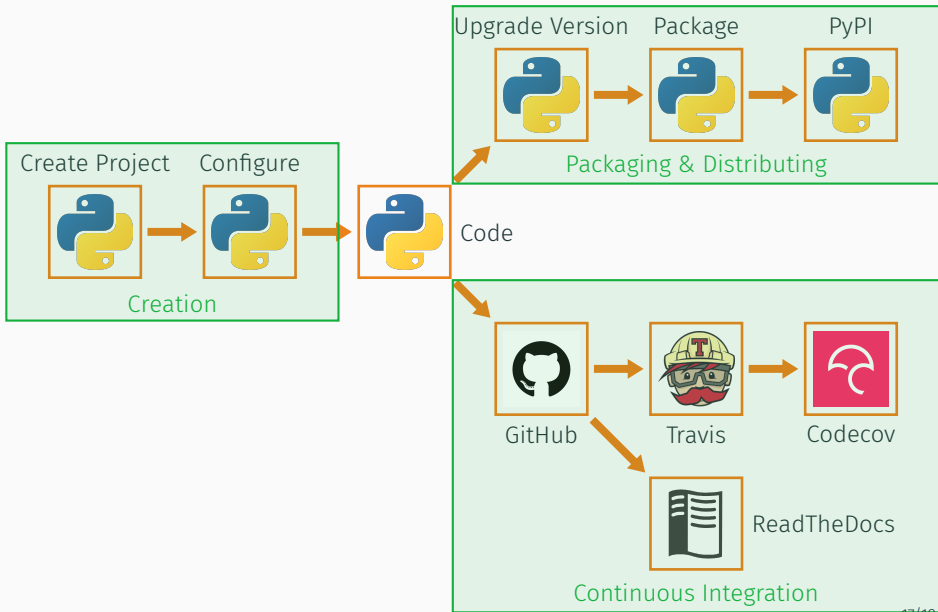 Upgrade Version
Package
PyPI
Packaging & Distributing
Create Project
Configure
Creation
Code
T
GitHub
Travis
Codecov
ReadTheDocs
Continuous Integration